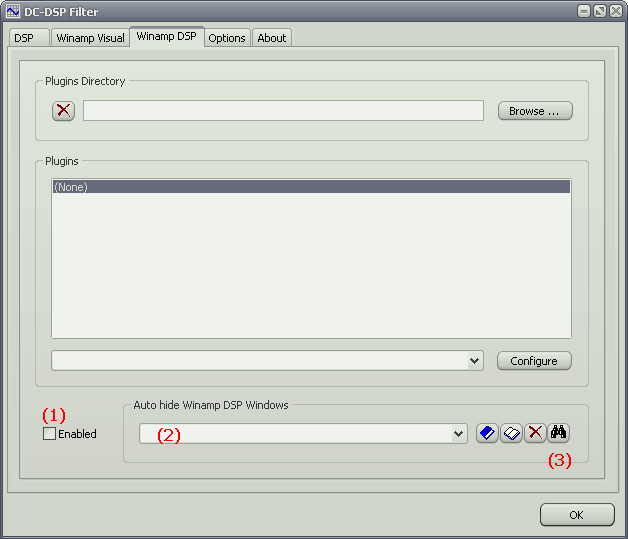 DC-DSP Filter
DSP Winamp Visual Winamp DSP Options About
Plugins Directory
Browse ...
Plugins
(None)
Configure
(1)
Auto hide Winamp DSP Windows
Enabled
(2)
(3)
OK